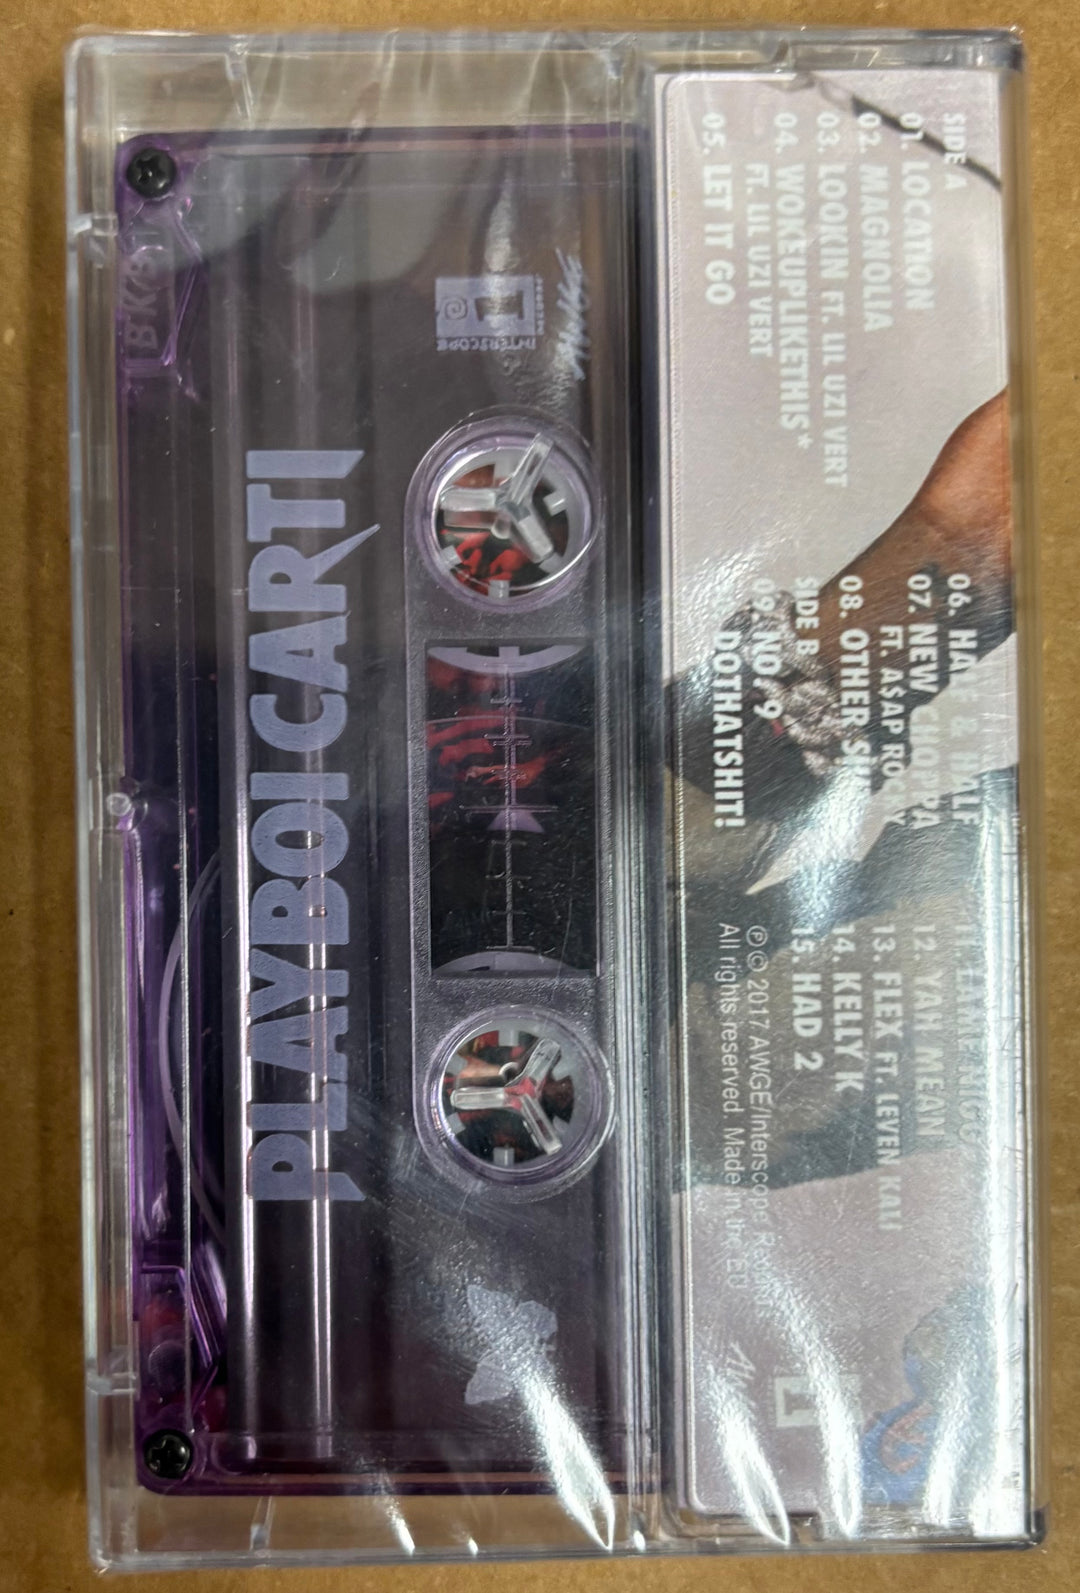 SIDE A
01. LOCATION
02. MAGNOLIA
03. LOOKIN FT. LIL UZI VERT
04. WOKEUPLIKETHIS*
FT. LIL UZI VERT
05. LET IT GO
06. HALF & HALF
07. NEW
FT. A$AP ROCKY
08. OTHER
SIDE B
09. NO. 9
DOTHATSHIT!
12. YAH MEAN
13. FLEX FT. LEVEN KALI
14. KELLY K
15. HAD 2
℗© 2017 AWGE/Interscope Records
All rights reserved Made in the EU
INTERSCOPE
PLAYBOI CARTI